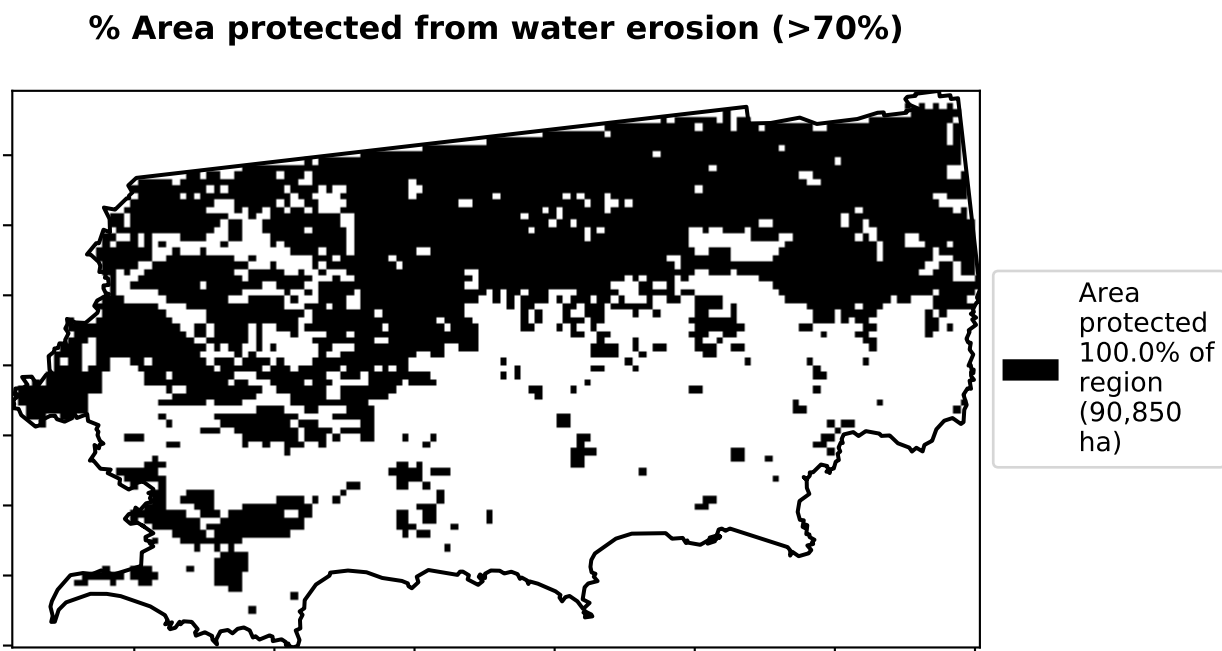 % Area protected from water erosion (>70%)
Area
protected
100.0% of
region
(90,850
ha)